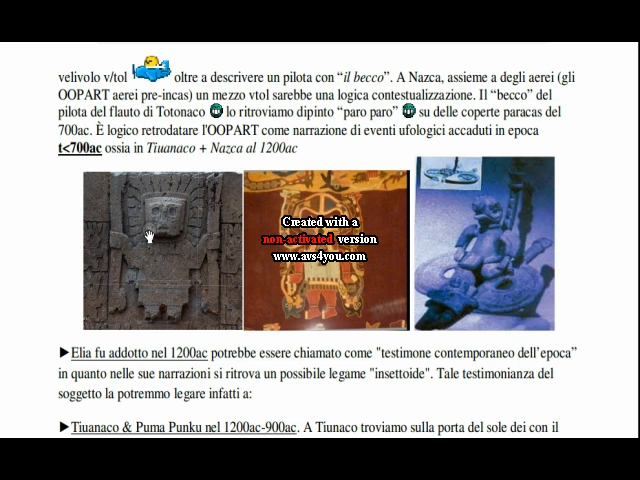 velivolo v/tol oltre a descrivere un pilota con “il becco”. A Nazca, assieme a degli aerei (gli
OOPART aerei pre-incas) un mezzo vtol sarebbe una logica contestualizzazione. Il “becco” del
pilota del flauto di Totonaco lo ritroviamo dipinto “paro paro” su delle coperte paracas del
700ac. È logico retrodatare l'OOPART come narrazione di eventi ufologici accaduti in epoca
t<700ac ossia in Tiuanaco + Nazca al 1200ac
Created with a
non-activated version
www.avs4you.com
▶Elia fu addotto nel 1200ac potrebbe essere chiamato come "testimone contemporaneo dell’epoca”
in quanto nelle sue narrazioni si ritrova un possibile legame "insettoide". Tale testimonianza del
soggetto la potremmo legare infatti a:
▶Tiuanaco & Puma Punku nel 1200ac-900ac. A Tiunaco troviamo sulla porta del sole dei con il